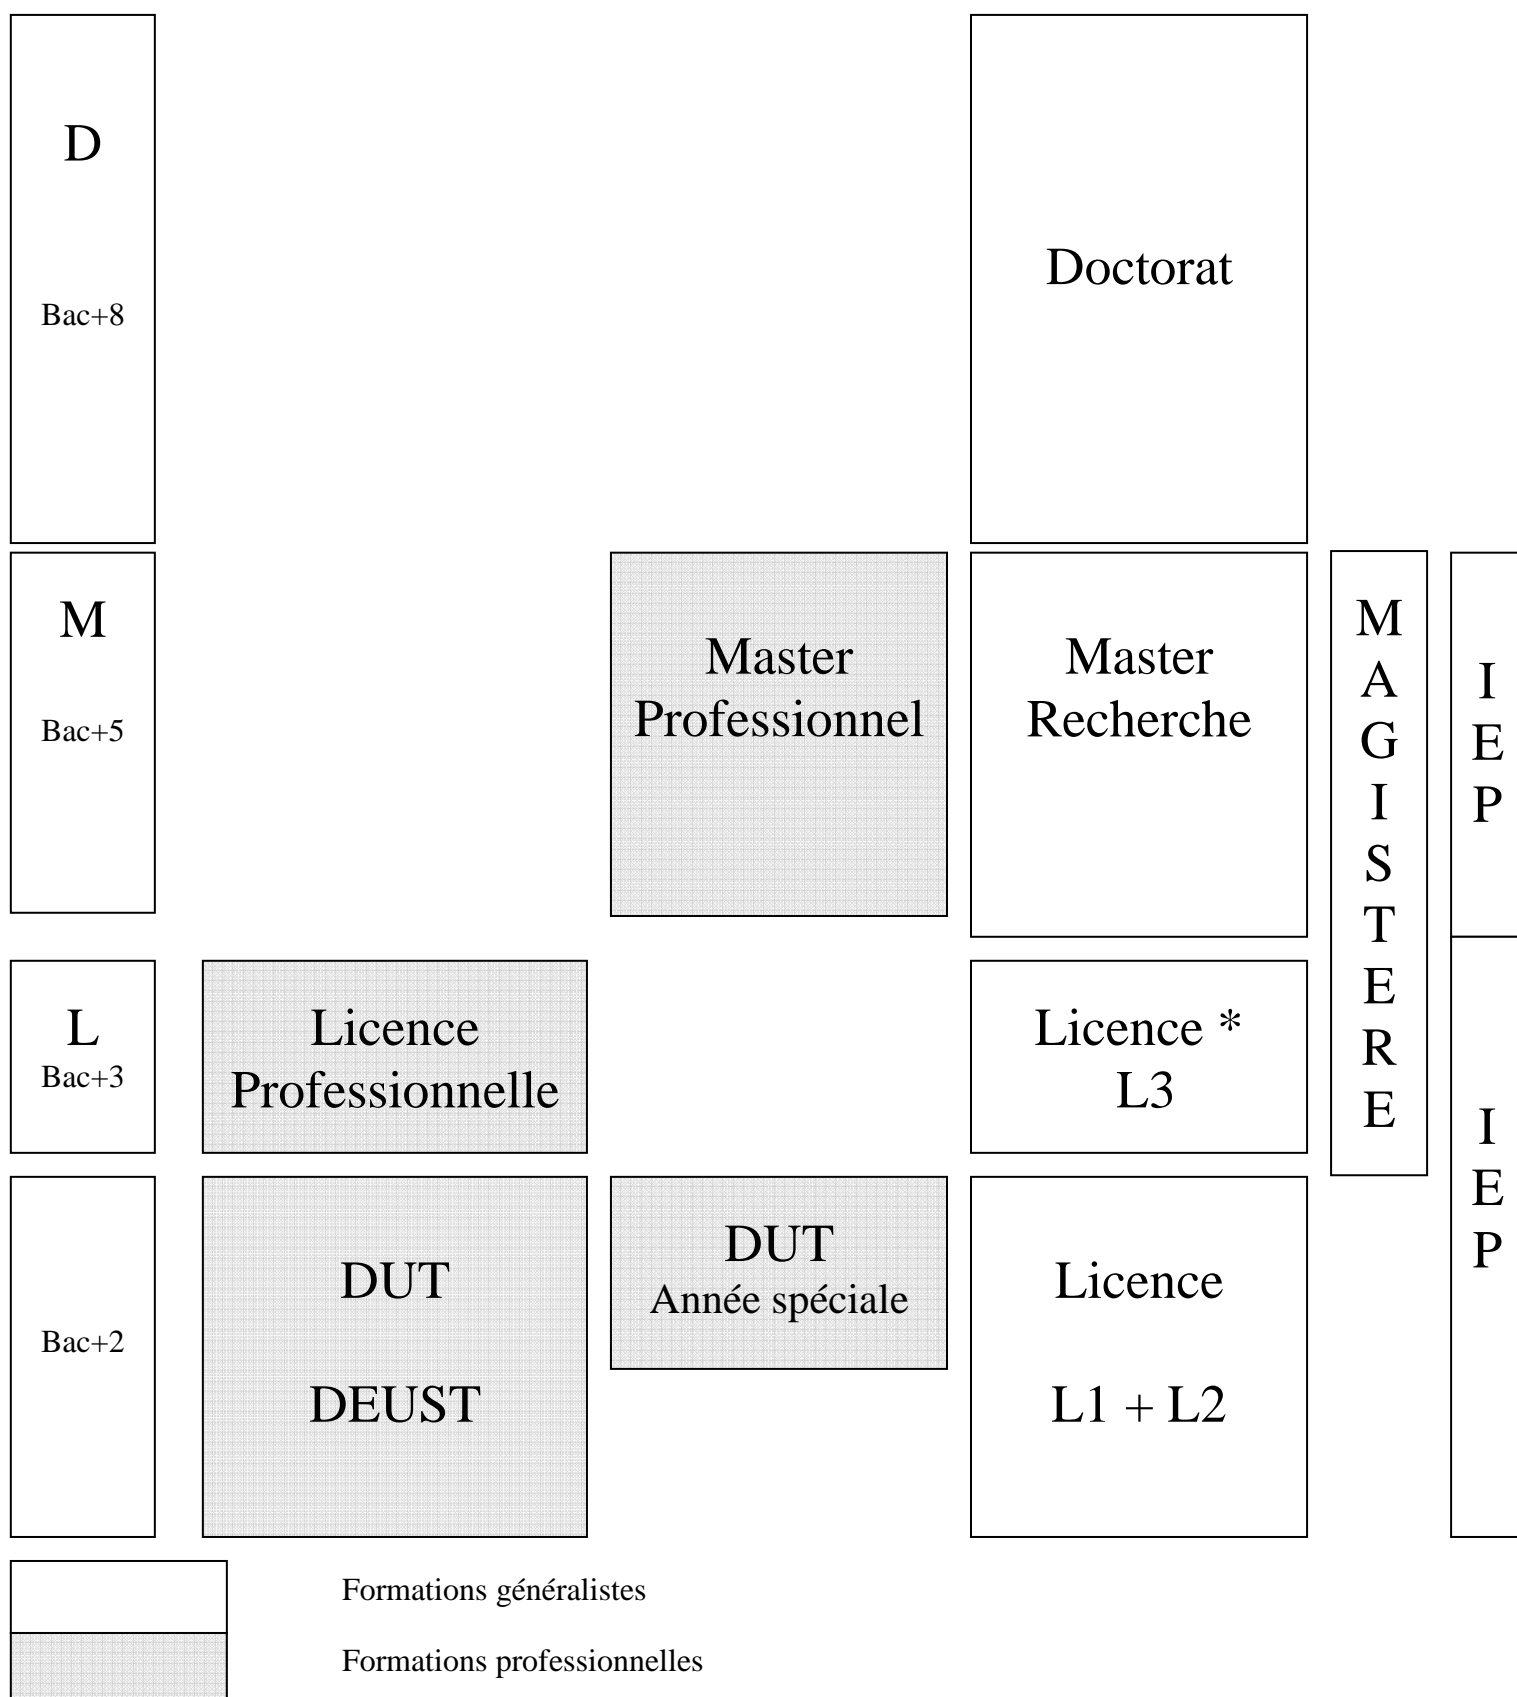 D
Bac+8
Doctorat
M
Bac+5
Master
Professionnel
Master
Recherche
M
A
G
I
S
T
E
R
E
I
E
P
L
Bac+3
Licence
Professionnelle
Licence *
L3
I
E
P
Bac+2
DUT
DEUST
DUT
Année spéciale
Licence
L1 + L2
Formations généralistes
Formations professionnelles